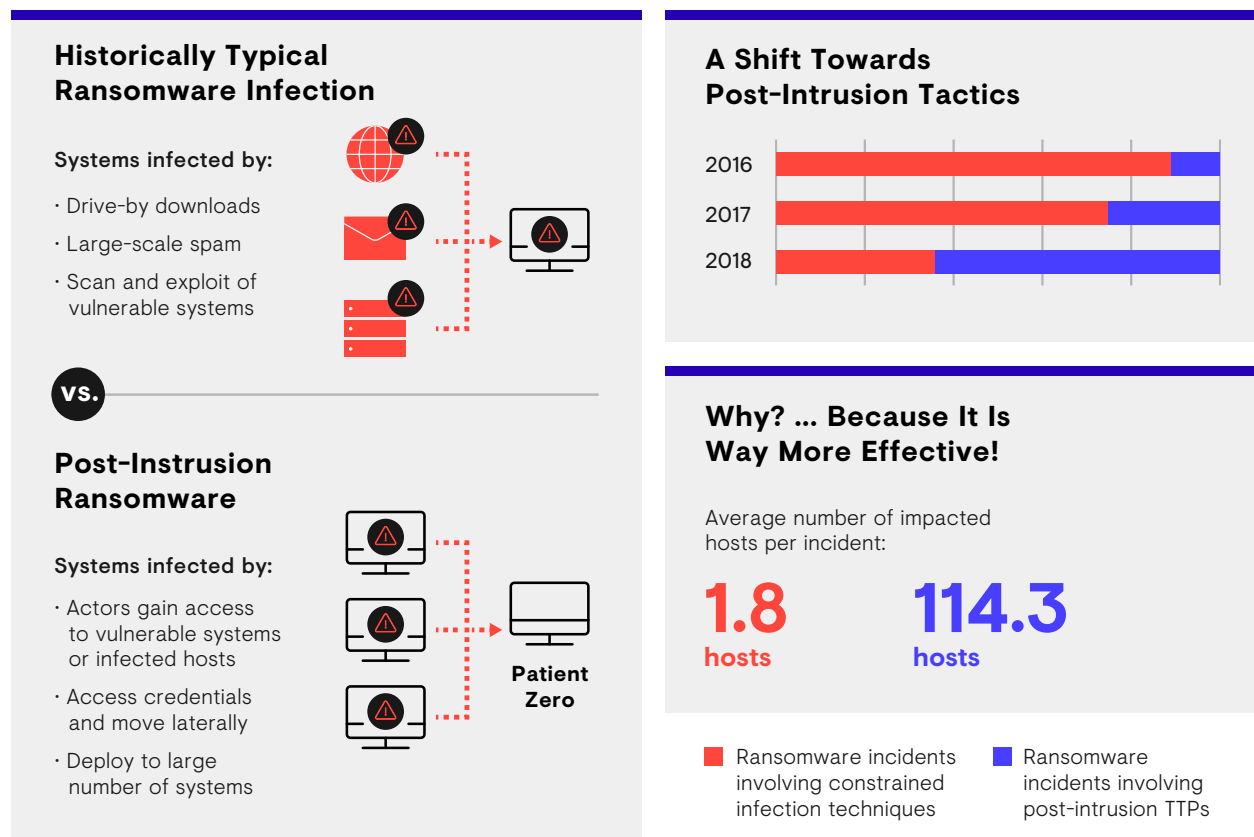 Historically Typical
Ransomware Infection
Systems infected by:
· Drive-by downloads
· Large-scale spam
· Scan and exploit of
vulnerable systems
vs.
Post-Instrusion
Ransomware
Systems infected by:
· Actors gain access
to vulnerable systems
or infected hosts
· Access credentials
and move laterally
· Deploy to large
number of systems
Patient
Zero
A Shift Towards
Post-Intrusion Tactics
2016
2017
2018
Why? ... Because It Is
Way More Effective!
Average number of impacted
hosts per incident:
1.8
hosts
114.3
hosts
Ransomware incidents
involving constrained
infection techniques
Ransomware
incidents involving
post-intrusion TTPs